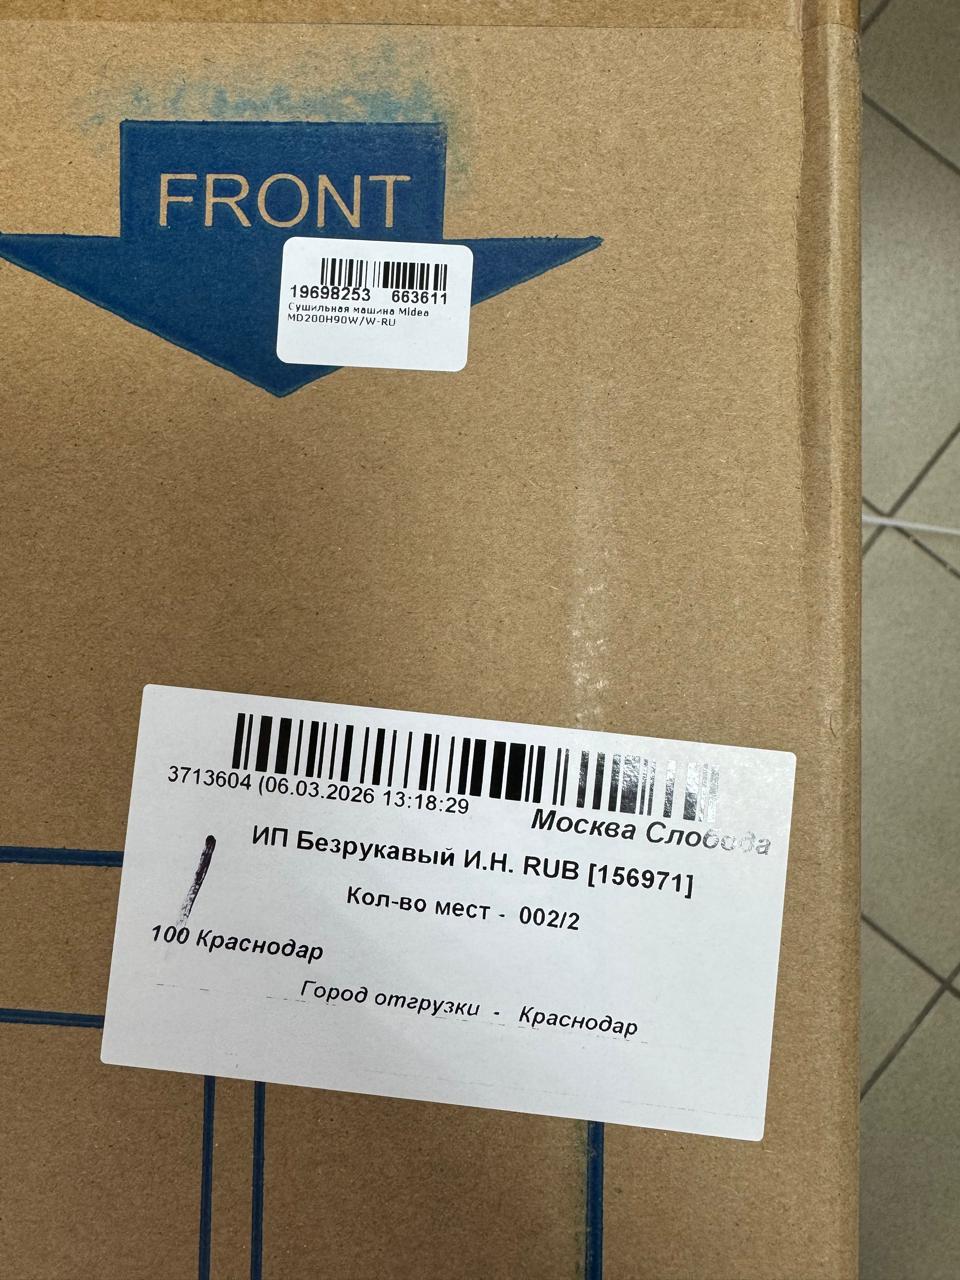 FRONT
19698253 663611
Сушильная машина Midea
MD200H90W/W-RU
3713604 (06.03.2026 13:18:29
Москва Слобода
ИП Безрукавый И.Н. RUB [156971]
Кол-во мест - 002/2
100 Краснодар
Город отгрузки - Краснодар